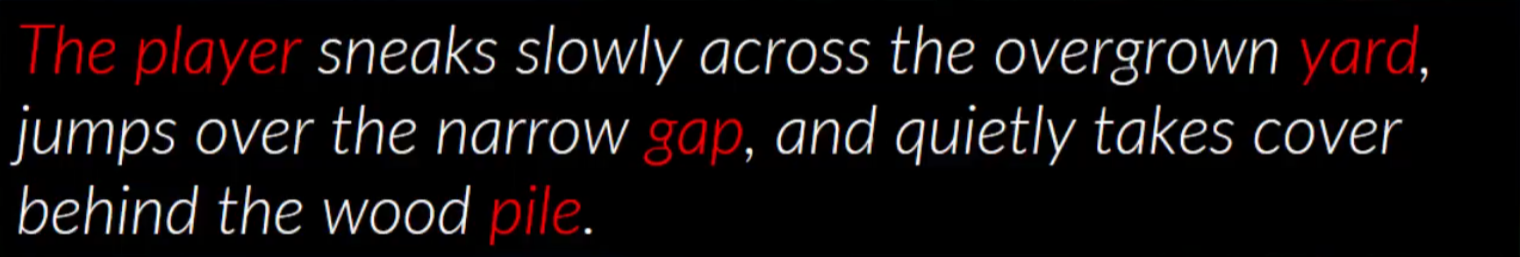 The player sneaks slowly across the overgrown yard,
jumps over the narrow gap, and quietly takes cover
behind the wood pile.